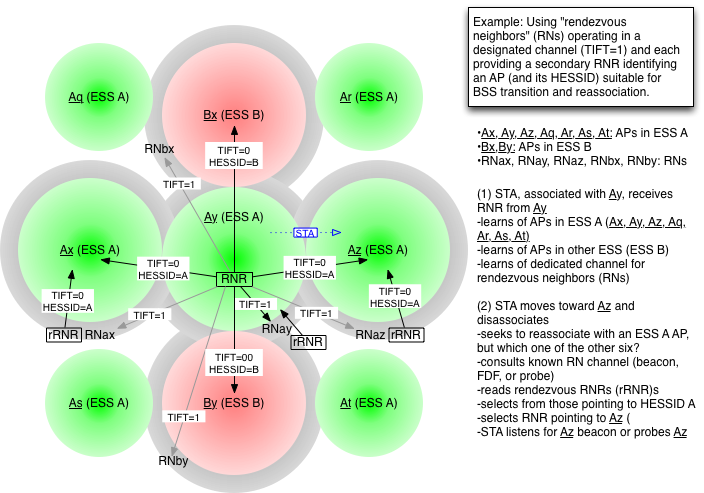 Example: Using "rendezvous
neighbors" (RNs) operating in a
designated channel (TIFT=1) and each
providing a secondary RNR identifying
an AP (and its HESSID) suitable for
BSS transition and reassociation.
Aq (ESS A)
Bx (ESS B)
Ar (ESS A)
RNbx
TIFT=0
HESSID=B
TIFT=1
Ay (ESS A)
STA
Ax (ESS A)
Az (ESS A)
TIFT=0
HESSID=A
TIFT=0
HESSID=A
RNR
TIFT=0
HESSID=A
TIFT=0
HESSID=A
TIFT=1
TIFT=1
TIFT=1
rRNR
RNax
RNay
rRNR
RNaz
rRNR
TIFT=00
HESSID=B
As (ESS A)
By (ESS B)
At (ESS A)
TIFT=1
RNby
•Ax, Ay, Az, Aq, Ar, As, At: APs in ESS A
•Bx,By: APs in ESS B
•RNax, RNay, RNaz, RNbx, RNby: RNs
(1) STA, associated with Ay, receives
RNR from Ay
-learns of APs in ESS A (Ax, Ay, Az, Aq,
Ar, As, At)
-learns of APs in other ESS (ESS B)
-learns of dedicated channel for
rendezvous neighbors (RNs)
(2) STA moves toward Az and
disassociates
-seeks to reassociate with an ESS A AP,
but which one of the other six?
-consults known RN channel (beacon,
FDF, or probe)
-reads rendezvous RNRs (rRNR)s
-selects from those pointing to HESSID A
-selects RNR pointing to Az (
-STA listens for Az beacon or probes Az